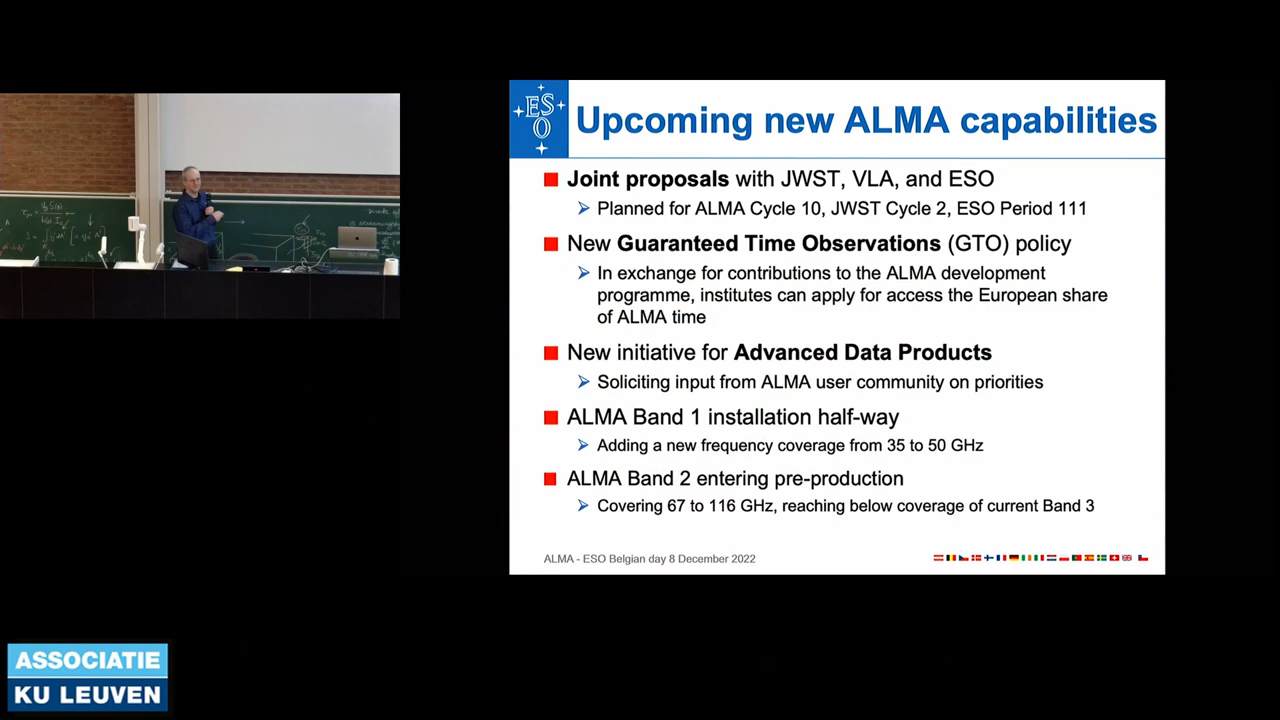 ESO
Upcoming new ALMA capabilities
Joint proposals with JWST, VLA, and ESO
Planned for ALMA Cycle 10, JWST Cycle 2, ESO Period 111
New Guaranteed Time Observations (GTO) policy
In exchange for contributions to the ALMA development
programme, institutes can apply for access the European share
of ALMA time
New initiative for Advanced Data Products
Soliciting input from ALMA user community on priorities
ALMA Band 1 installation half-way
Adding a new frequency coverage from 35 to 50 GHz
ALMA Band 2 entering pre-production
Covering 67 to 116 GHz, reaching below coverage of current Band 3
ALMA - ESO Belgian day 8 December 2022
ASSOCIATIE
KU LEUVEN